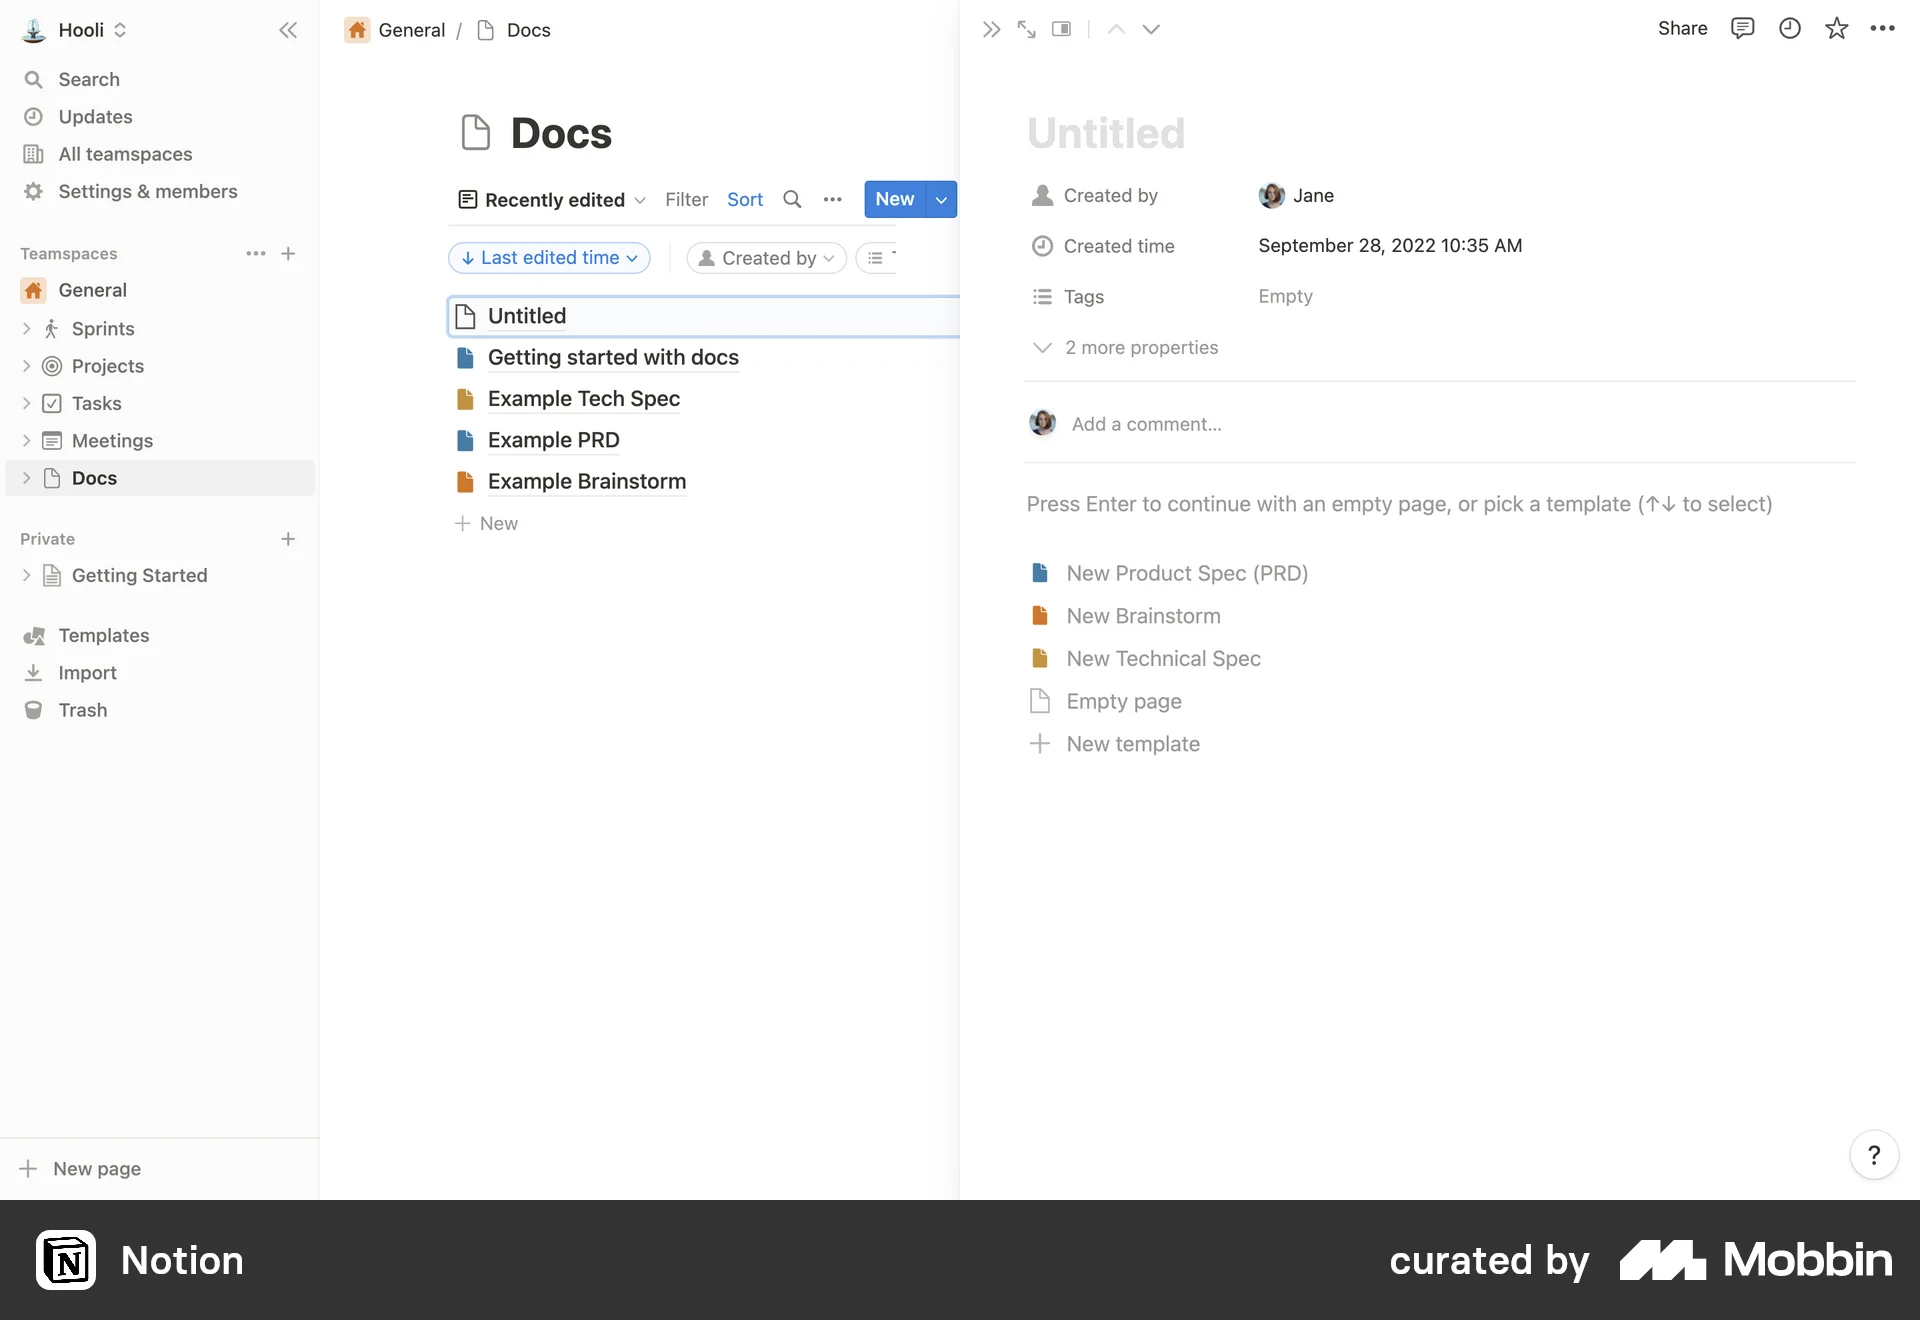 Hooli
Search
Updates
All teamspaces
Settings & members
Teamspaces
General
Sprints
Projects
Tasks
Meetings
Docs
Private
Getting Started
Templates
Import
Trash
New page
General / Docs
Docs
Recently edited Filter Sort New
Last edited time Created by
Untitled
Getting started with docs
Example Tech Spec
Example PRD
Example Brainstorm
New
Share
Untitled
Created by Jane
Created time September 28, 2022 10:35 AM
Tags Empty
2 more properties
Add a comment...
Press Enter to continue with an empty page, or pick a template (↑↓ to select)
New Product Spec (PRD)
New Brainstorm
New Technical Spec
Empty page
New template
?
N Notion
curated by Mobbin